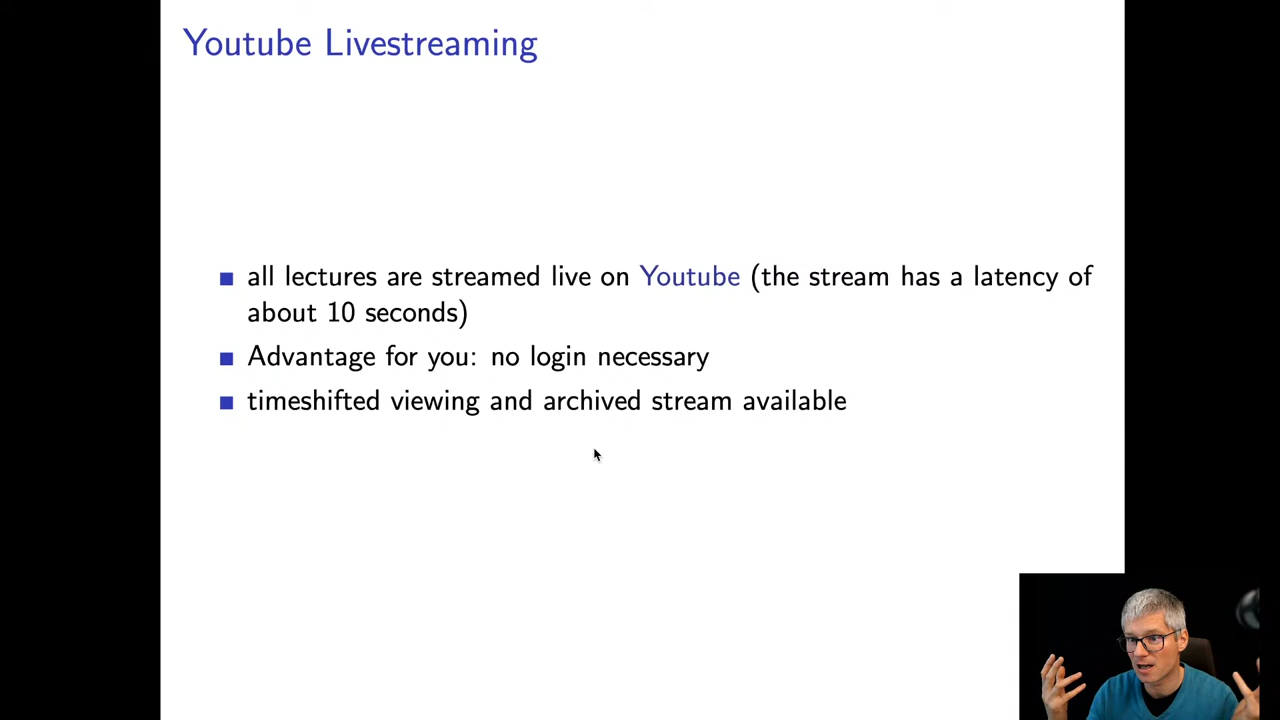 Youtube Livestreaming
all lectures are streamed live on Youtube (the stream has a latency of
about 10 seconds)
Advantage for you: no login necessary
timeshifted viewing and archived stream available